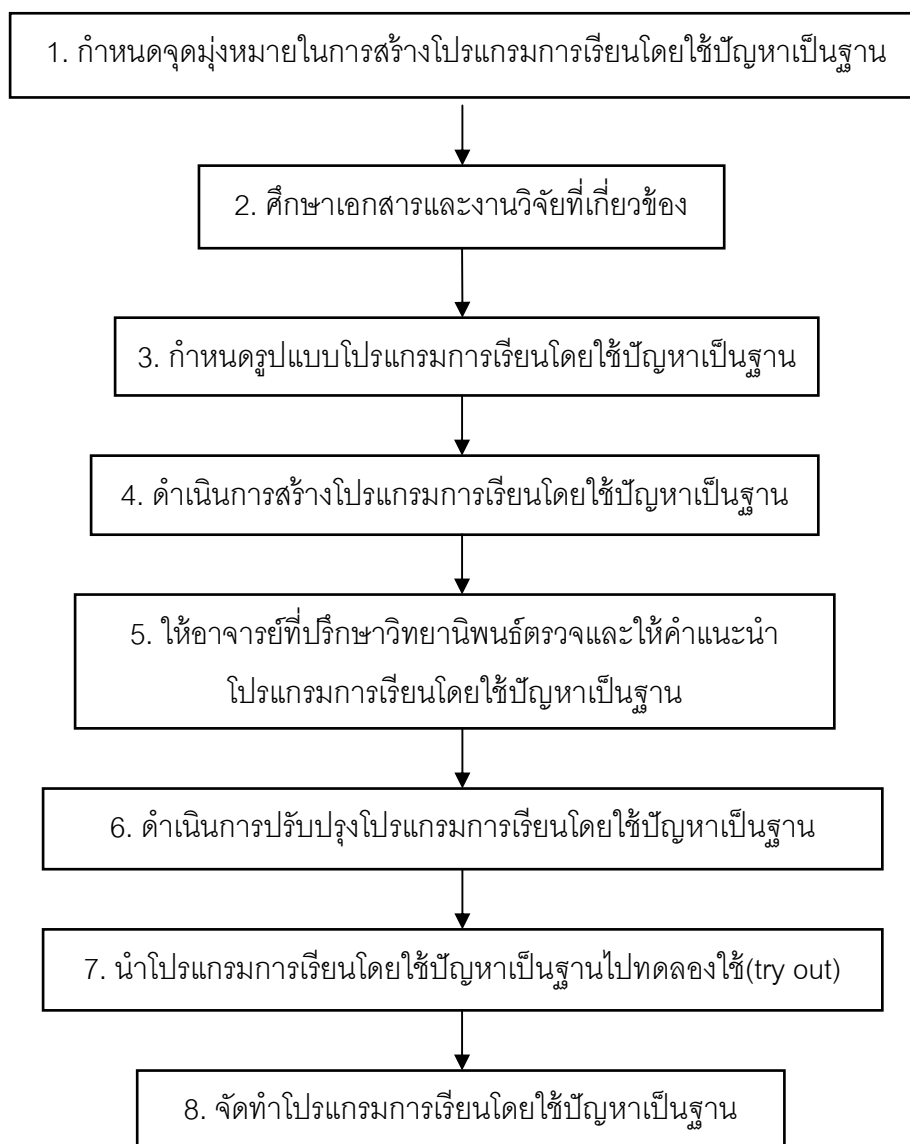 1. กำหนดจุดมุ่งหมายในการสร้างโปรแกรมการเรียนโดยใช้ปัญหาเป็นฐาน
2. ศึกษาเอกสารและงานวิจัยที่เกี่ยวข้อง
3. กำหนดรูปแบบโปรแกรมการเรียนโดยใช้ปัญหาเป็นฐาน
4. ดำเนินการสร้างโปรแกรมการเรียนโดยใช้ปัญหาเป็นฐาน
5. ให้อาจารย์ที่ปรึกษาวิทยานิพนธ์ตรวจและให้คำแนะนำ
โปรแกรมการเรียนโดยใช้ปัญหาเป็นฐาน
6. ดำเนินการปรับปรุงโปรแกรมการเรียนโดยใช้ปัญหาเป็นฐาน
7. นำโปรแกรมการเรียนโดยใช้ปัญหาเป็นฐานไปทดลองใช้(try out)
8. จัดทำโปรแกรมการเรียนโดยใช้ปัญหาเป็นฐาน